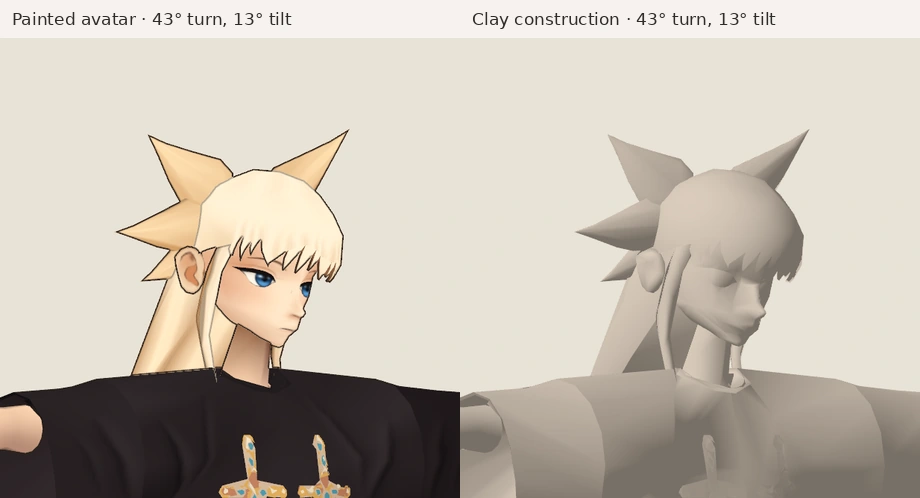 Painted avatar · 43° turn, 13° tilt
Clay construction · 43° turn, 13° tilt